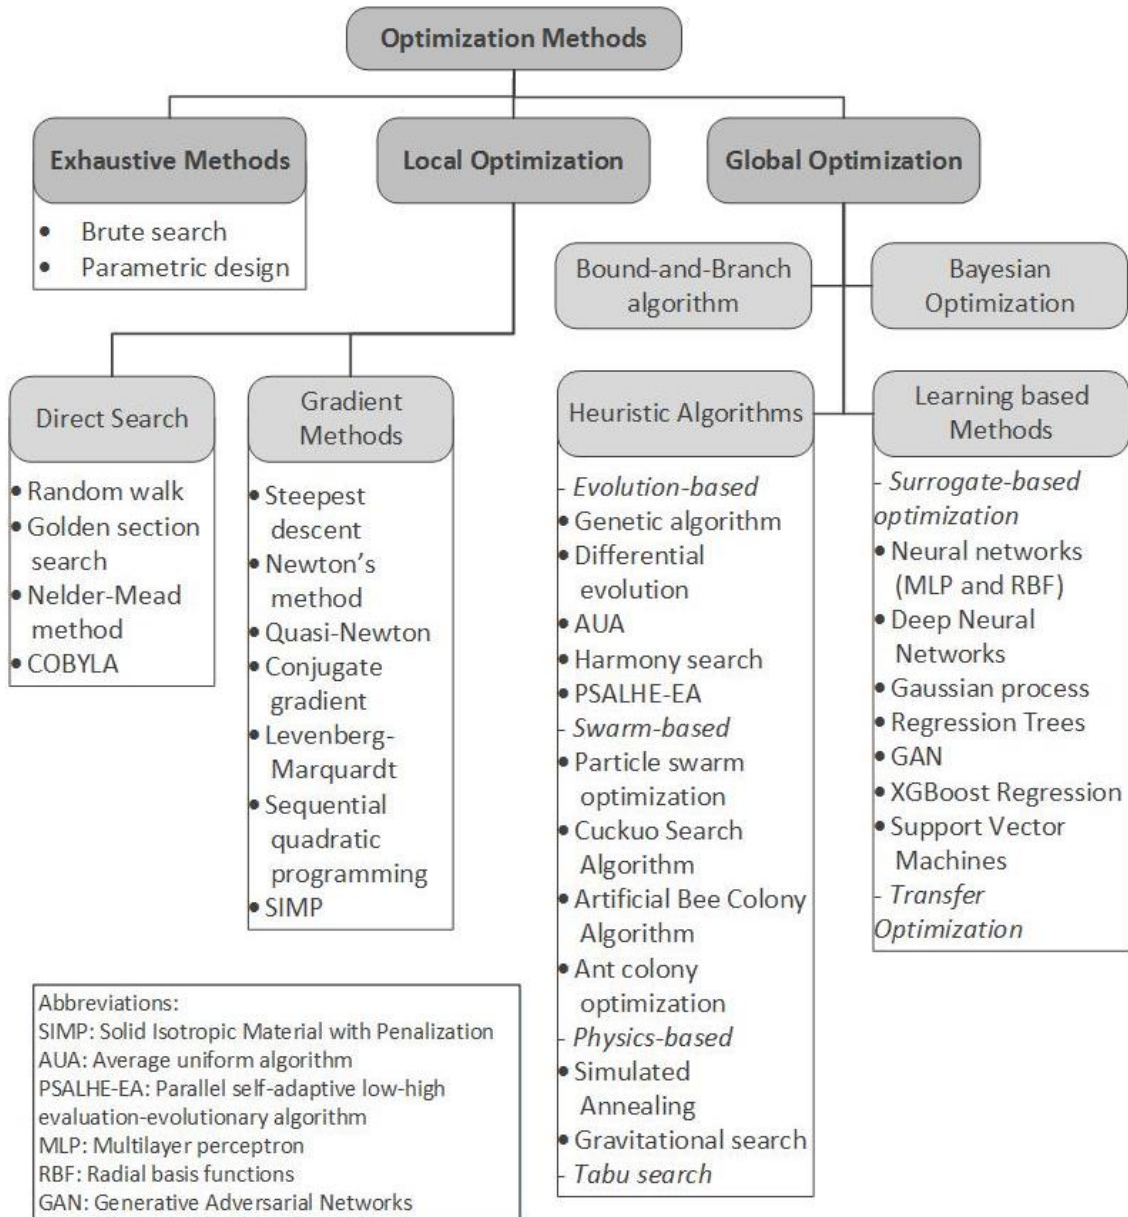 Optimization Methods
Exhaustive Methods
Local Optimization
Global Optimization
• Brute search
• Parametric design
Bound-and-Branch
algorithm
Bayesian
Optimization
Direct Search
• Random walk
• Golden section
search
• Nelder-Mead
method
• COBYLA
Gradient
Methods
• Steepest
descent
• Newton's
method
• Quasi-Newton
• Conjugate
gradient
• Levenberg-
Marquardt
• Sequential
quadratic
programming
• SIMP
Heuristic Algorithms
- Evolution-based
• Genetic algorithm
• Differential
evolution
• AUA
• Harmony search
• PSALHE-EA
- Swarm-based
• Particle swarm
optimization
• Cuckuo Search
Algorithm
• Artificial Bee Colony
Algorithm
• Ant colony
optimization
- Physics-based
• Simulated
Annealing
• Gravitational search
- Tabu search
Learning based
Methods
- Surrogate-based
optimization
• Neural networks
(MLP and RBF)
• Deep Neural
Networks
• Gaussian process
• Regression Trees
• GAN
• XGBoost Regression
• Support Vector
Machines
- Transfer
Optimization
Abbreviations:
SIMP: Solid Isotropic Material with Penalization
AUA: Average uniform algorithm
PSALHE-EA: Parallel self-adaptive low-high
evaluation-evolutionary algorithm
MLP: Multilayer perceptron
RBF: Radial basis functions
GAN: Generative Adversarial Networks